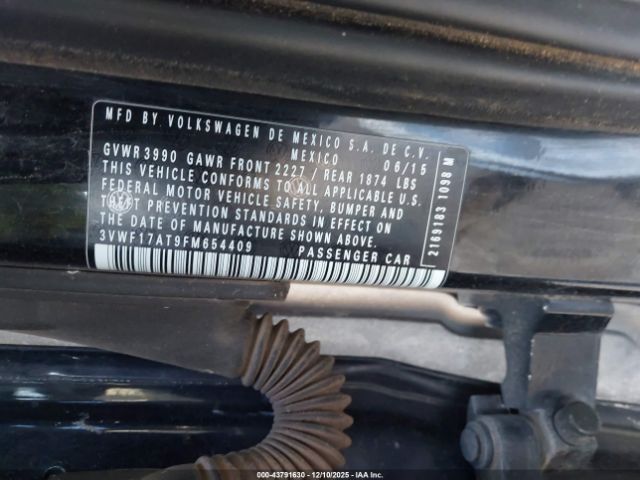 MFD BY VOLKSWAGEN DE MEXICO S.A. DE C.V.
MEXICO 06/15
GVWR 3990 GAWR FRONT 2227 / REAR 1874 LBS
THIS VEHICLE CONFORMS TO ALL APPLICABLE U.S.
FEDERAL MOTOR VEHICLE SAFETY, BUMPER AND
THEFT PREVENTION STANDARDS IN EFFECT ON
THE DATE OF MANUFACTURE SHOWN ABOVE.
3VWF17AT9FM654409 PASSENGER CAR
2169183 1098 M
000-43791630 - 12/10/2025 - IAA Inc.